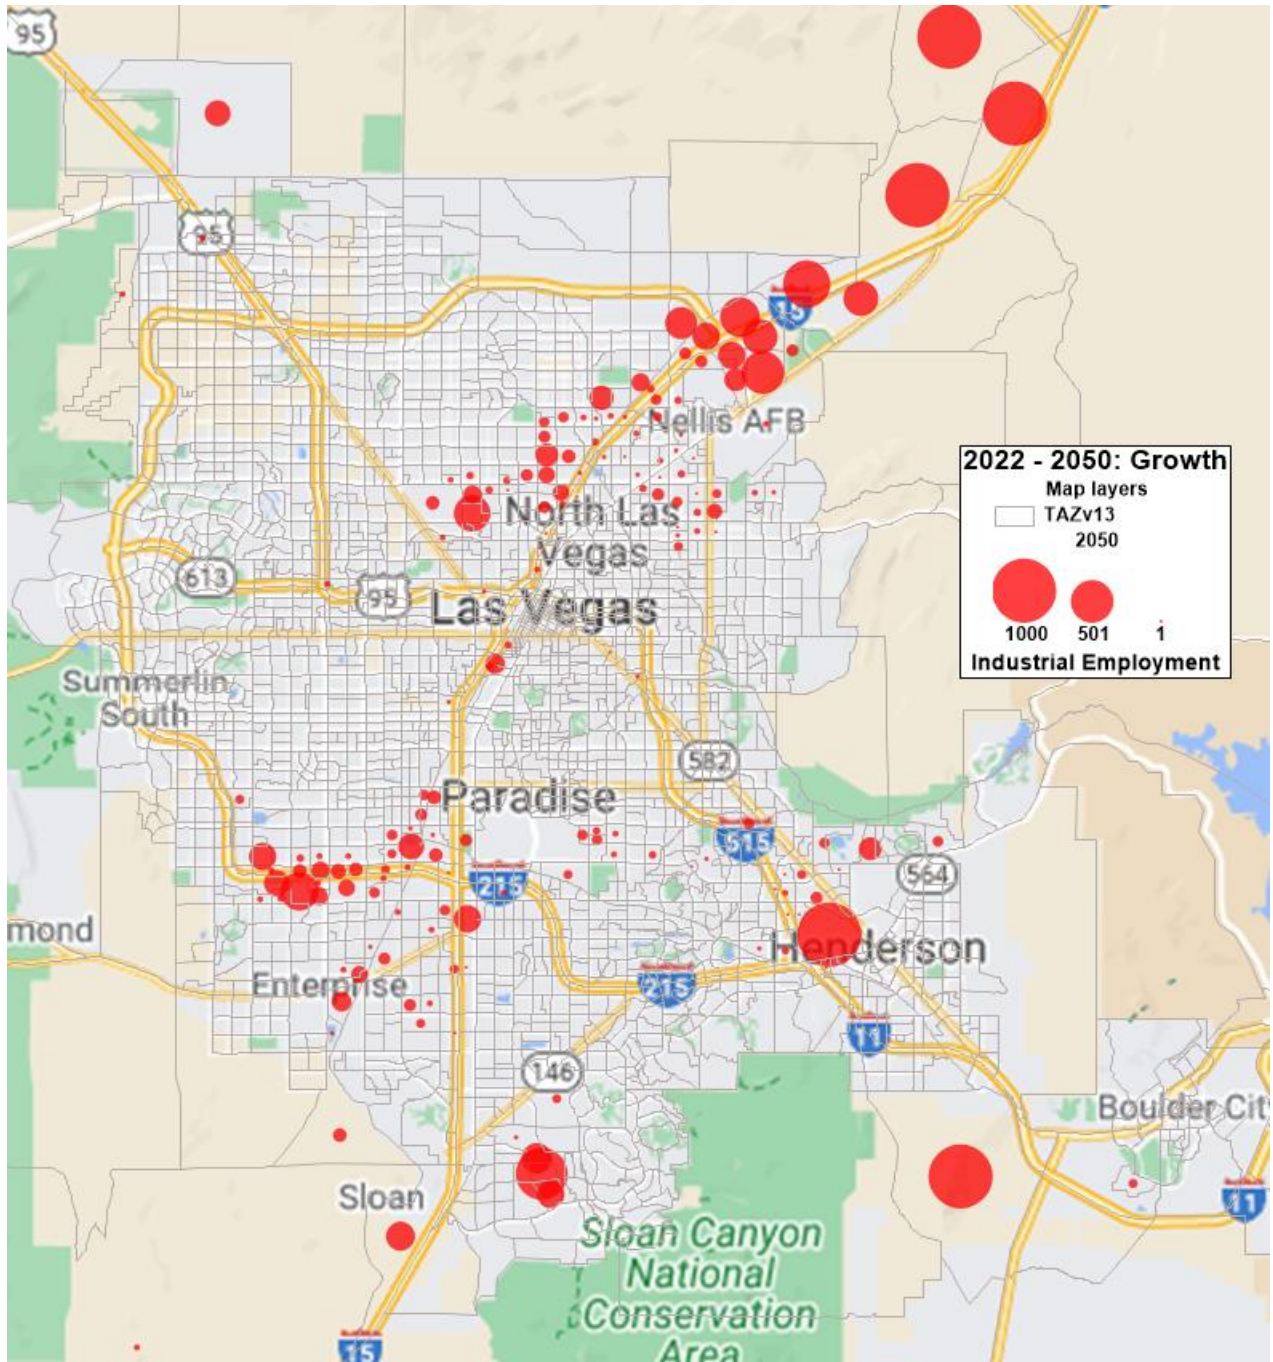 95
95
15
2022 - 2050: Growth
Map layers
TAZv13
2050
1000 501 1
Industrial Employment
Nellis AFB
North Las
Vegas
613
95
Las Vegas
Summerlin
South
582
Paradise
515
215
564
mond
Henderson
Enterprise
215
11
146
Boulder City
Sloan
11
Sloan Canyon
National
Conservation
Area
15